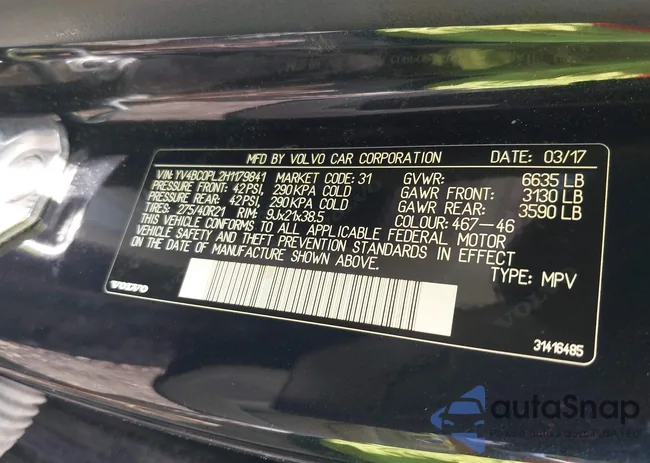 MFD BY VOLVO CAR CORPORATION DATE: 03/17
VIN: YV4BC0PL2H1179841 MARKET CODE: 31 GVWR: 6635 LB
PRESSURE FRONT: 42PSI, 290KPA COLD GAWR FRONT: 3130 LB
PRESSURE REAR: 42PSI, 290 KPA COLD GAWR REAR: 3590 LB
TIRES: 275/40R21 RIM: 9Jx21x38.5 COLOUR: 467-46
THIS VEHICLE CONFORMS TO ALL APPLICABLE FEDERAL MOTOR
VEHICLE SAFETY AND THEFT PREVENTION STANDARDS IN EFFECT
ON THE DATE OF MANUFACTURE SHOWN ABOVE.
TYPE: MPV
VOLVO
31416485
autaSnap